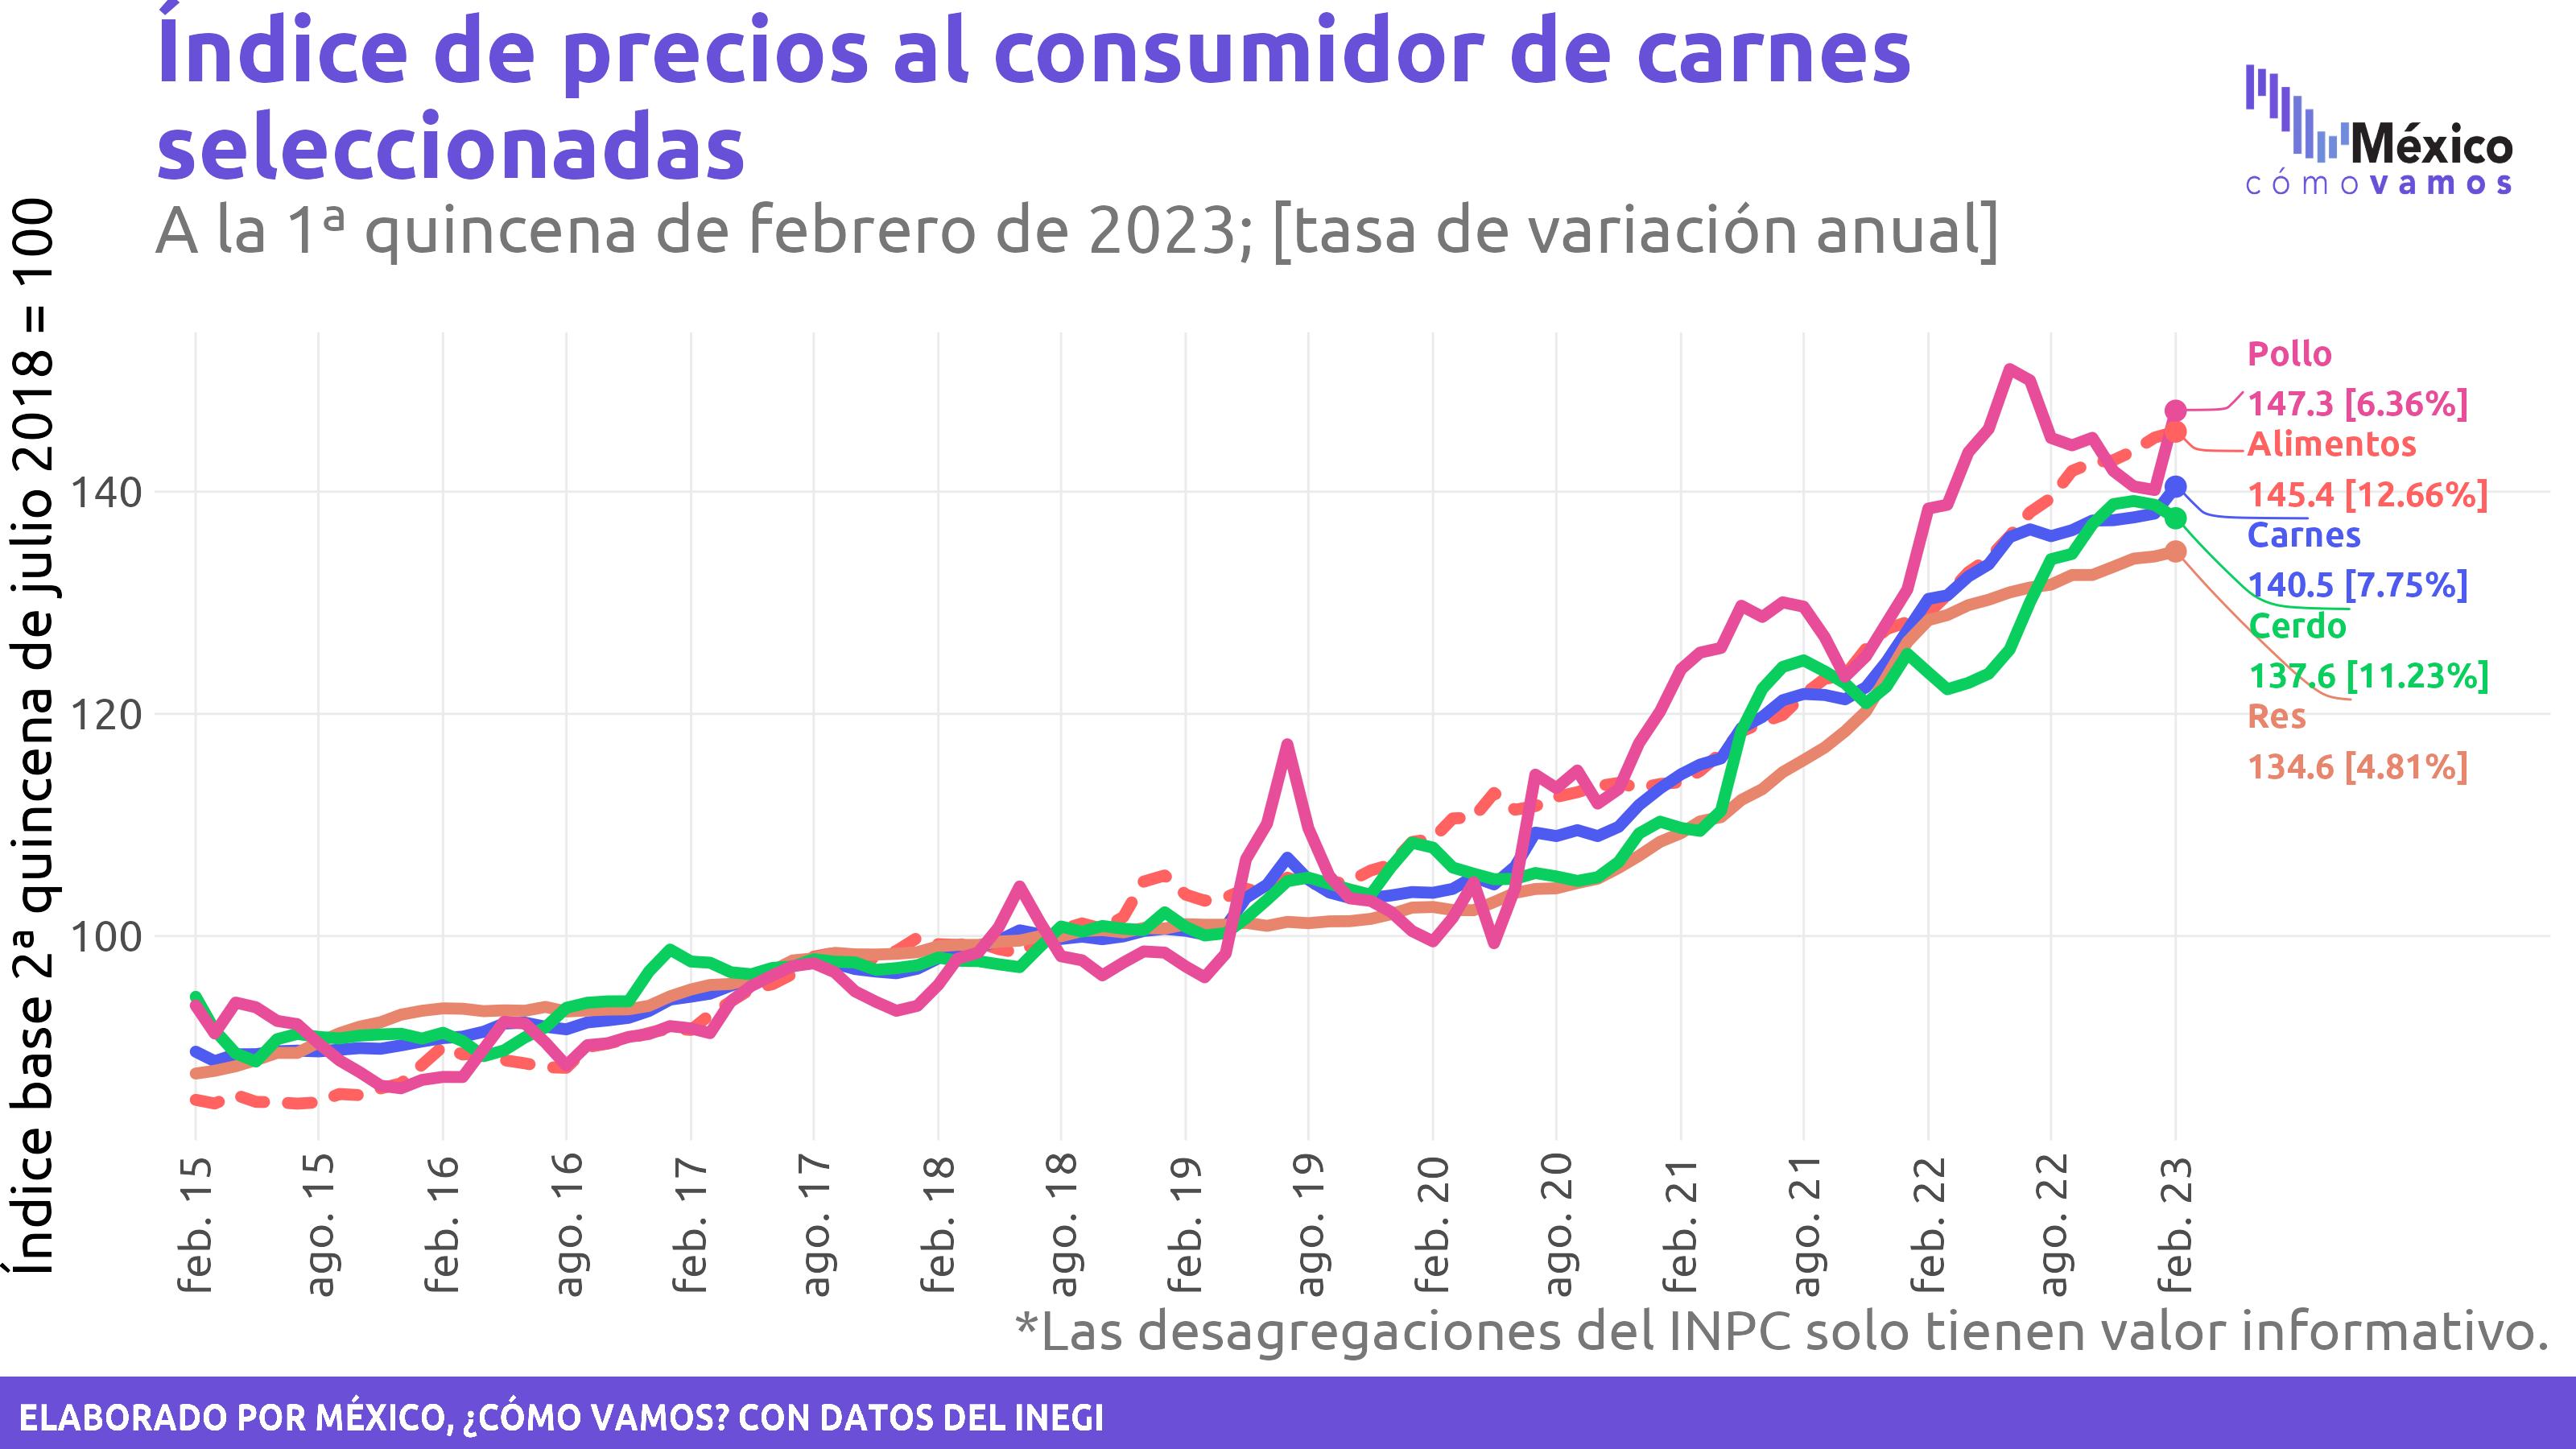 Índice de precios al consumidor de carnes
seleccionadas
A la 1ª quincena de febrero de 2023; [tasa de variación anual]
México
cómo vamos
Índice base 2ª quincena de julio 2018 = 100
140
120
100
Pollo
147.3 [6.36%]
Alimentos
145.4 [12.66%]
Carnes
140.5 [7.75%]
Cerdo
137.6 [11.23%]
Res
134.6 [4.81%]
feb. 15
ago. 15
feb. 16
ago. 16
feb. 17
ago. 17
feb. 18
ago. 18
feb. 19
ago. 19
feb. 20
ago. 20
feb. 21
ago. 21
feb. 22
ago. 22
feb. 23
*Las desagregaciones del INPC solo tienen valor informativo.
ELABORADO POR MÉXICO, ¿CÓMO VAMOS? CON DATOS DEL INEGI